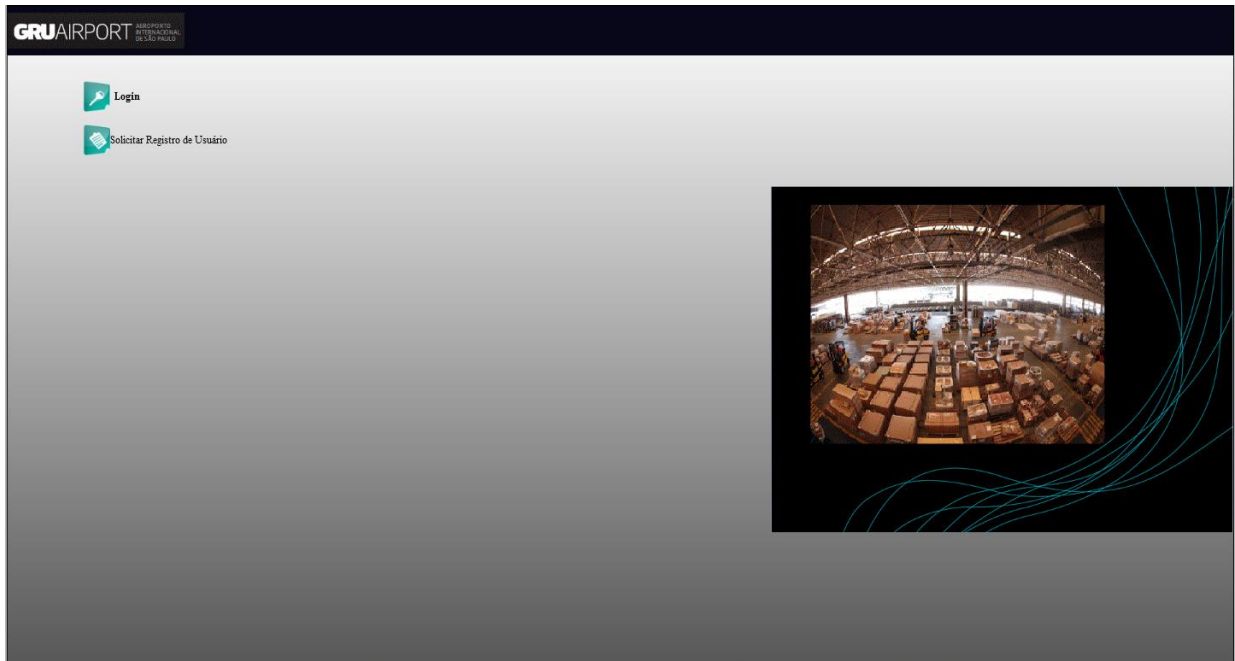 GRUAIRPORT
AEROPORTO
INTERNACIONAL
DE SÃO PAULO
Login
Solicitar Registro de Usuário